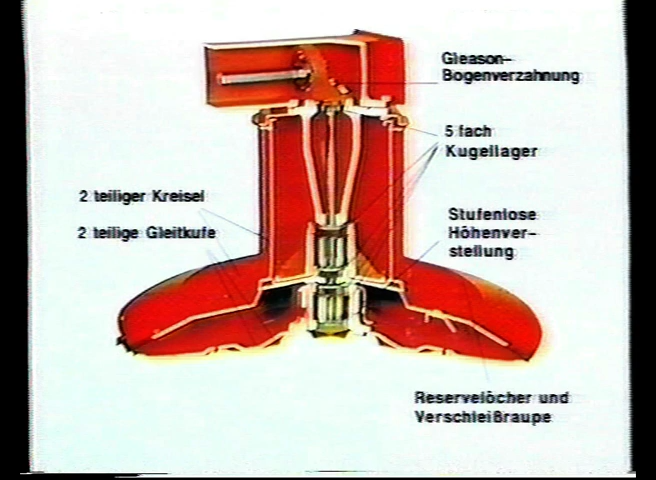 Gleason-
Bogenverzahnung
5 fach
Kugellager
2 teiliger Kreisel
2 teilige Gleitkufe
Stufenlose
Höhenver-
stellung
Reservelöcher und
Verschleißraupe